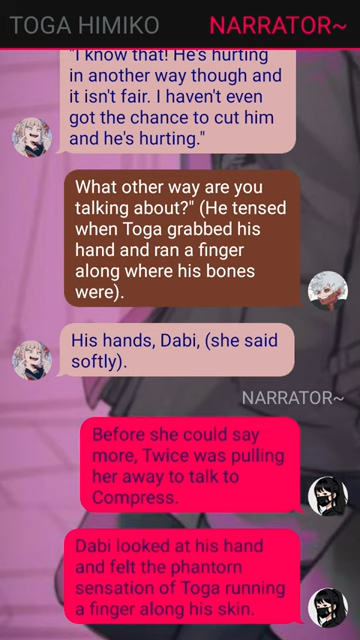 TOGA HIMIKO NARRATOR~
"I know that! He's hurting
in another way though and
it isn't fair. I haven't even
got the chance to cut him
and he's hurting."
What other way are you
talking about?" (He tensed
when Toga grabbed his
hand and ran a finger
along where his bones
were).
His hands, Dabi, (she said
softly).
NARRATOR~
Before she could say
more, Twice was pulling
her away to talk to
Compress.
Dabi looked at his hand
and felt the phantorn
sensation of Toga running
a finger along his skin.